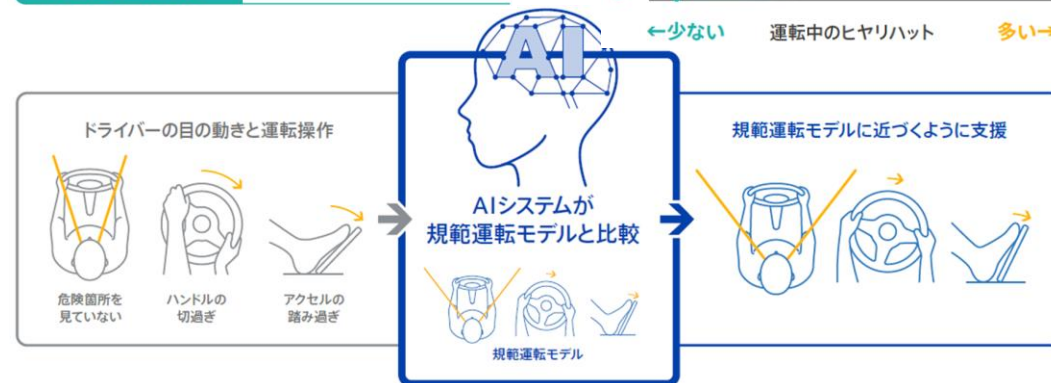 ←少ない 運転中のヒヤリハット 多い→
AI
ドライバーの目の動きと運転操作
危険箇所を
見ていない
ハンドルの
切過ぎ
アクセルの
踏み過ぎ
AIシステムが
規範運転モデルと比較
規範運転モデル
規範運転モデルに近づくように支援